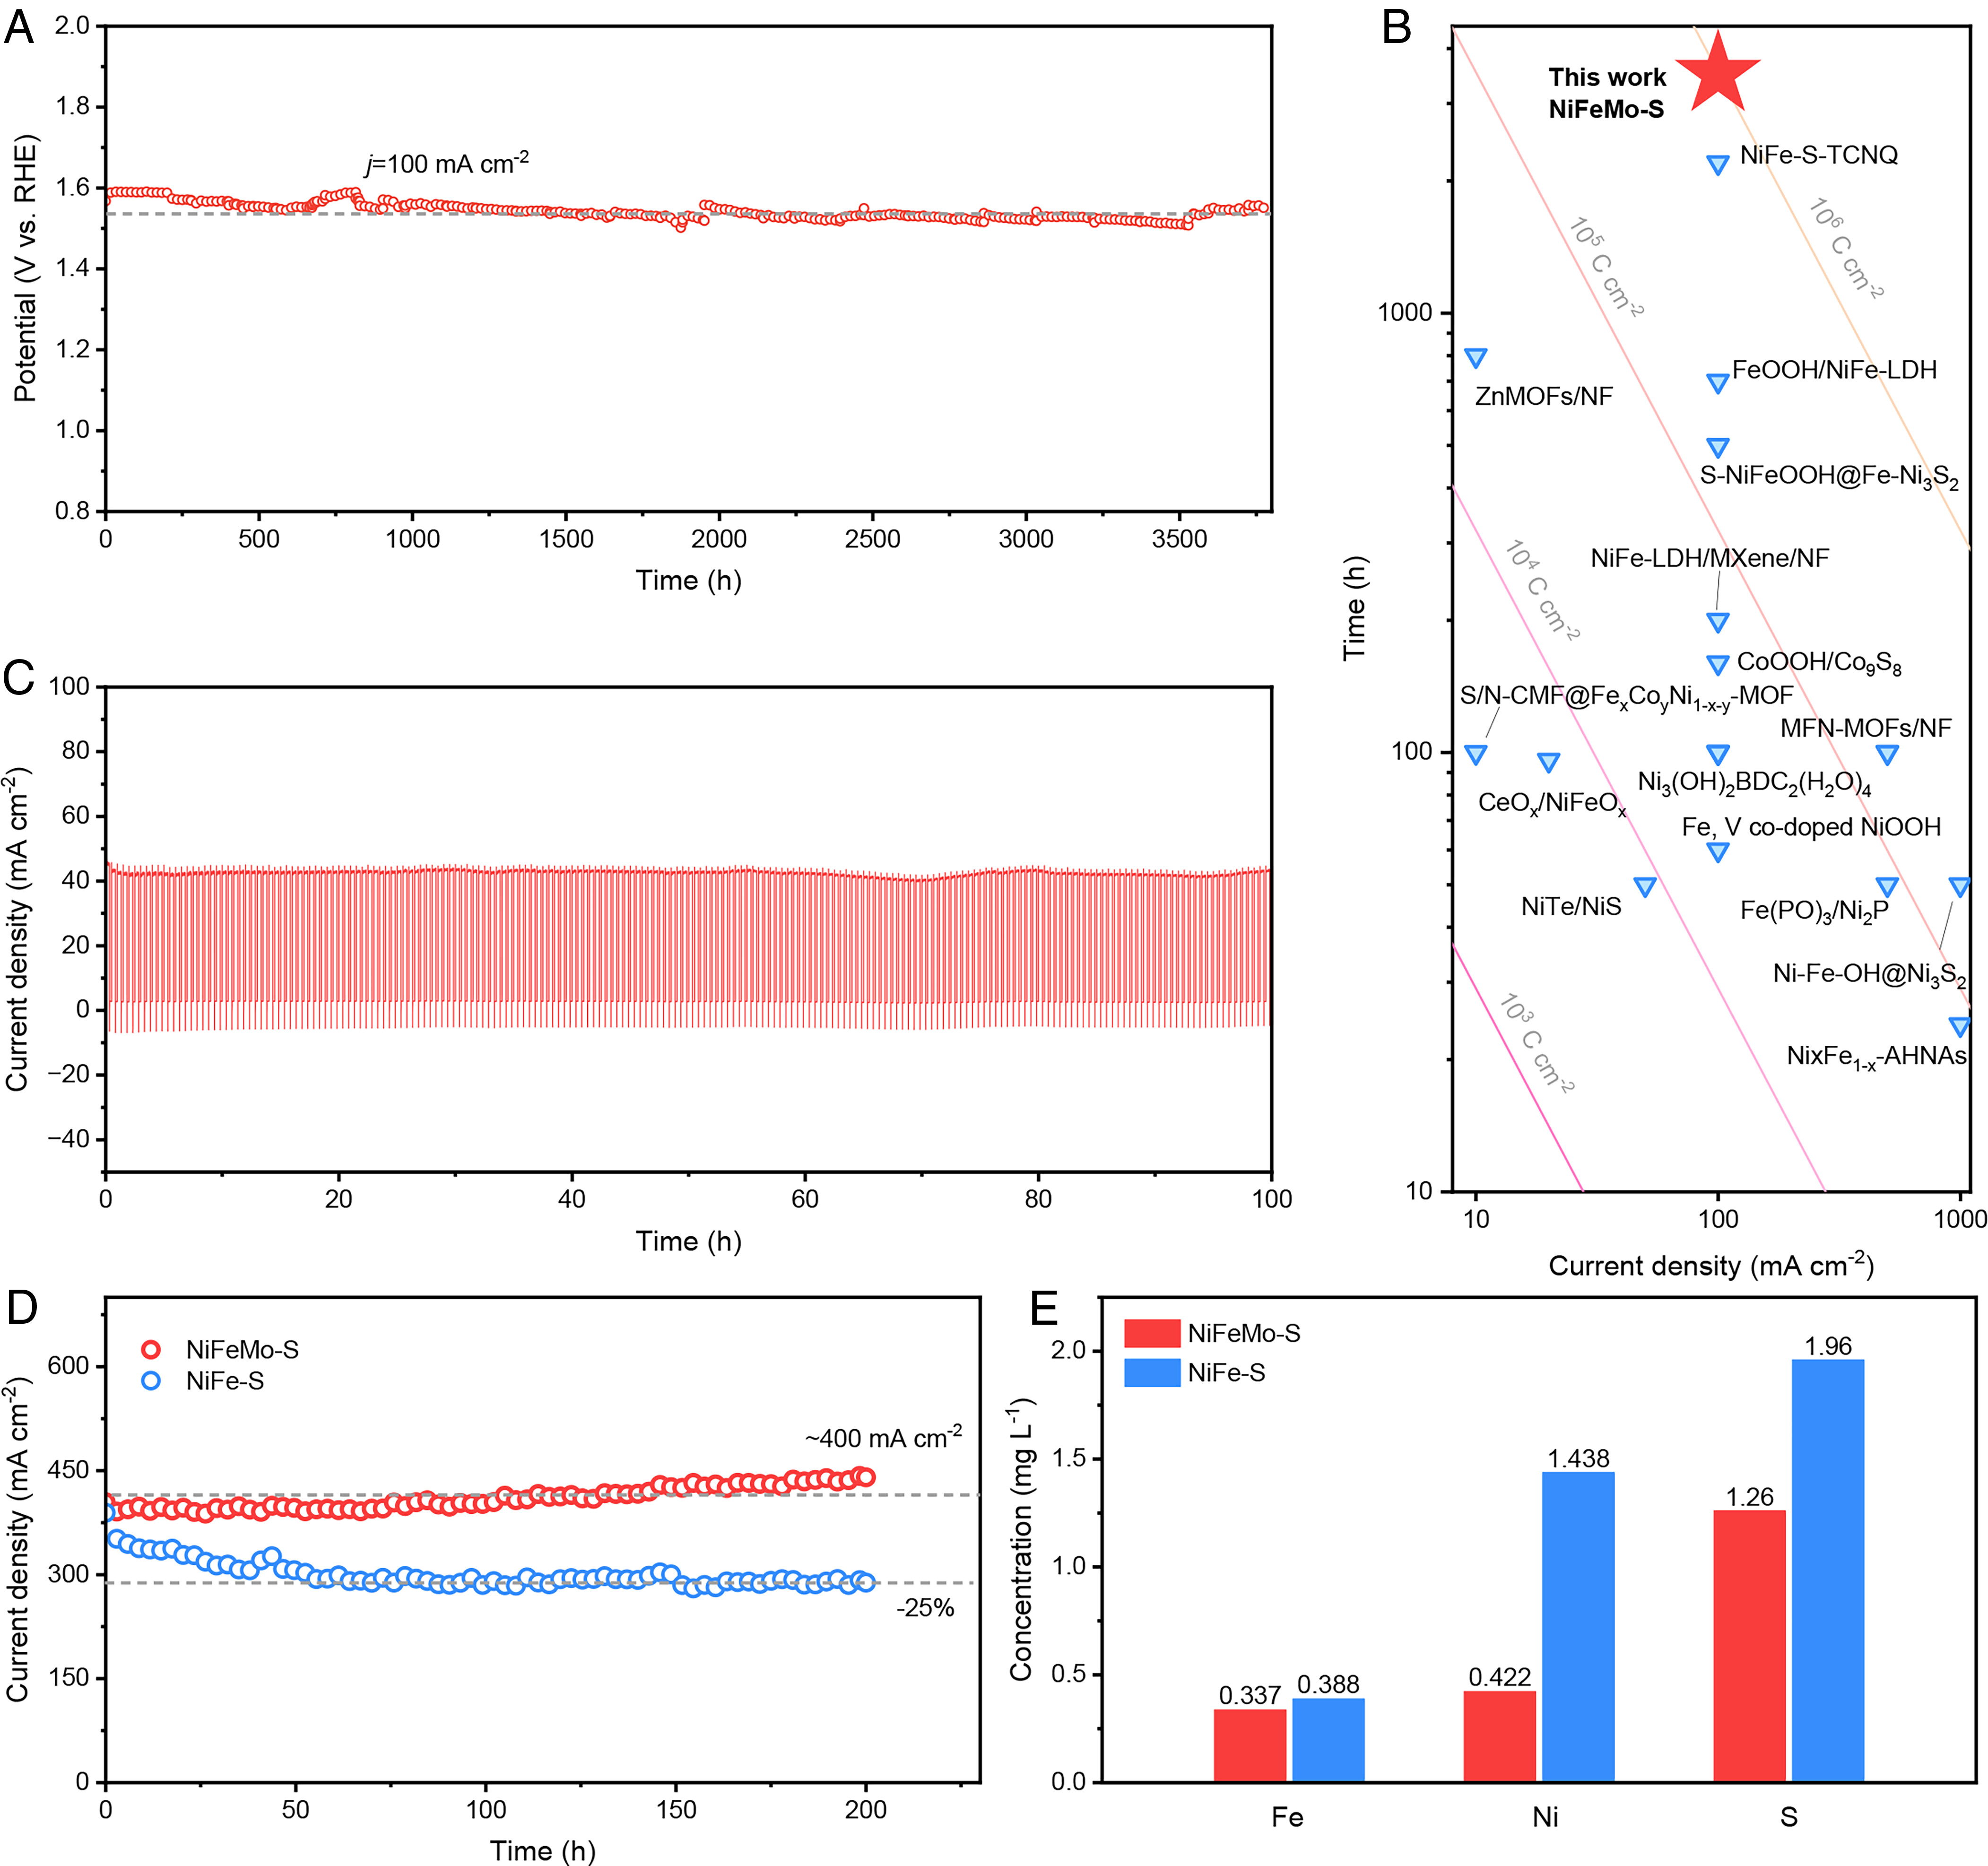 A
2.0
1.8
1.6
1.4
1.2
1.0
0.8
Potential (V vs. RHE)
j=100 mA cm-2
0 500 1000 1500 2000 2500 3000 3500
Time (h)
B
This work
NiFeMo-S
NiFe-S-TCNQ
10⁵ C cm-2
10⁶ C cm-2
1000
FeOOH/NiFe-LDH
ZnMOFs/NF
S-NiFeOOH@Fe-Ni₃S₂
10⁴ C cm-2
NiFe-LDH/MXene/NF
Time (h)
CoOOH/Co₉S₈
S/N-CMF@FexCoyNi1-x-y-MOF
MFN-MOFs/NF
100
Ni₃(OH)₂BDC₂(H₂O)₄
CeOx/NiFeOx
Fe, V co-doped NiOOH
NiTe/NiS
Fe(PO)₃/Ni₂P
Ni-Fe-OH@Ni₃S₂
10³ C cm-2
NixFe1-x-AHNAs
10
10 100 1000
Current density (mA cm-2)
C
100
80
60
40
20
0
−20
−40
Current density (mA cm-2)
0 20 40 60 80 100
Time (h)
D
NiFeMo-S
NiFe-S
600
450
300
150
0
Current density (mA cm-2)
~400 mA cm-2
-25%
0 50 100 150 200
Time (h)
E
NiFeMo-S
NiFe-S
2.0
1.5
1.0
0.5
0.0
Concentration (mg L-1)
0.337 0.388
0.422 1.438
1.26 1.96
Fe Ni S